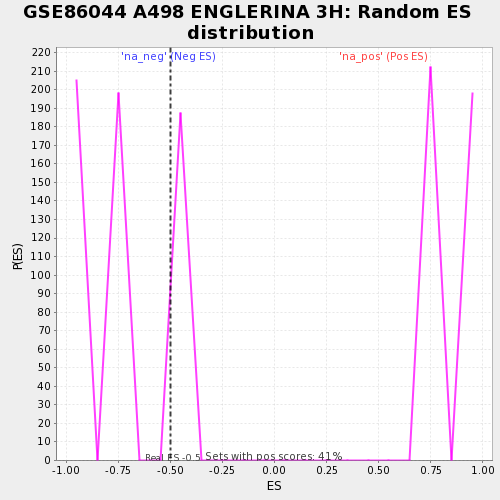 GSE86044 A498 ENGLERINA 3H: Random ES
distribution
'na_neg' (Neg ES)
'na_pos' (Pos ES)
220
210
200
190
180
170
160
150
140
130
120
110
100
90
80
70
60
50
40
30
20
10
0
P(ES)
Real ES -0.5
Sets with pos scores: 41%
-1.00 -0.75 -0.50 -0.25 0.00 0.25 0.50 0.75 1.00
ES